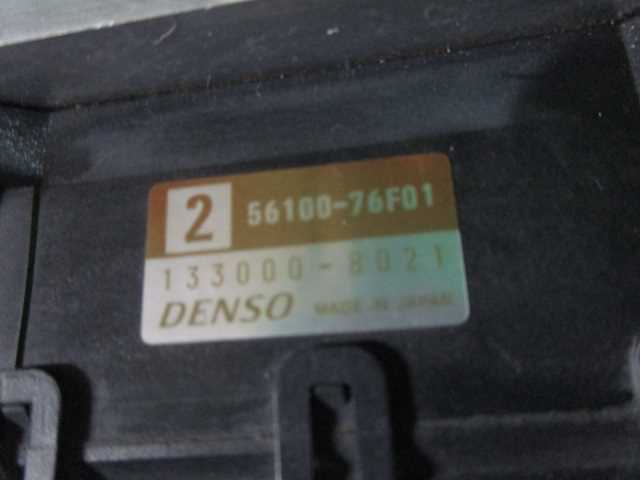 2 56100-76F01
133000-8021
DENSO MADE IN JAPAN